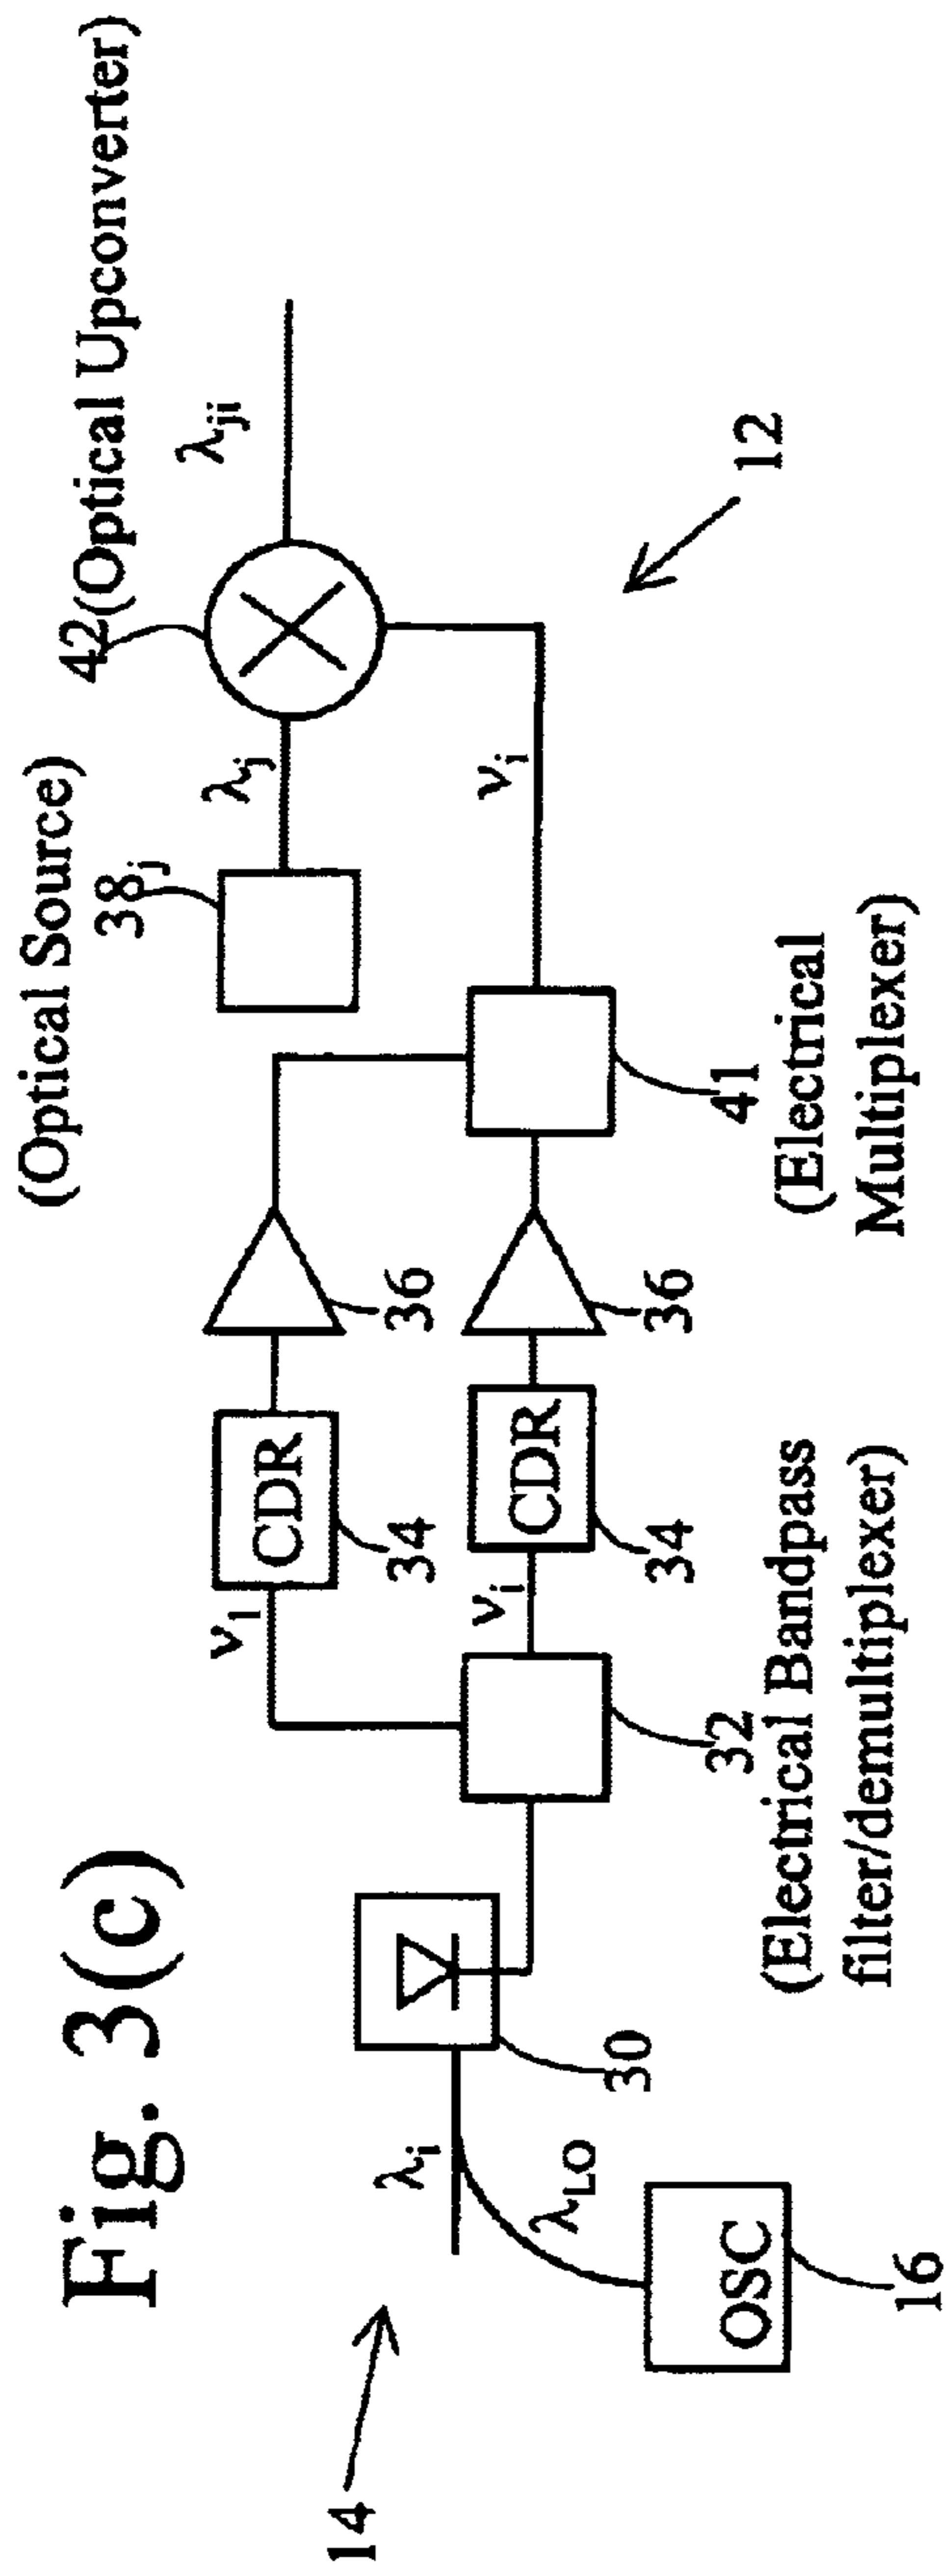 Fig. 3(c)
(Optical Source)
42(Optical Upconverter)
38j
λj
λji
ν1
CDR
34
36
14
λi
λLO
OSC
16
30
νi
CDR
34
36
νi
12
32
(Electrical Bandpass
filter/demultiplexer)
41
(Electrical
Multiplexer)